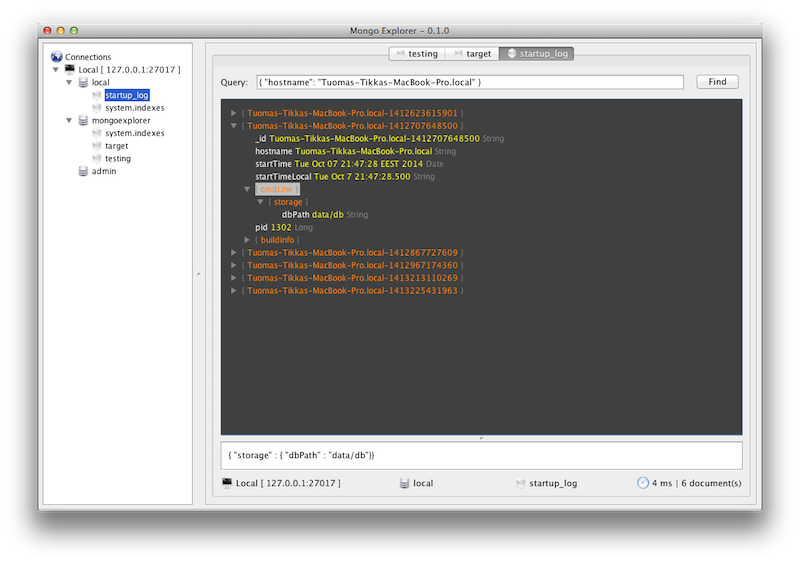 Mongo Explorer - 0.1.0
Connections
Local [ 127.0.0.1:27017 ]
local
startup_log
system.indexes
mongoexplorer
system.indexes
target
testing
admin
testing target startup_log
Query: { "hostname": "Tuomas-Tikkas-MacBook-Pro.local" } Find
{ Tuomas-Tikkas-MacBook-Pro.local-1412623615901 }
{ Tuomas-Tikkas-MacBook-Pro.local-1412707648500 }
_id Tuomas-Tikkas-MacBook-Pro.local-1412707648500 String
hostname Tuomas-Tikkas-MacBook-Pro.local String
startTime Tue Oct 07 21:47:28 EEST 2014 Date
startTimeLocal Tue Oct 7 21:47:28.500 String
{ cmdLine }
{ storage }
dbPath data/db String
pid 1302 Long
{ buildinfo }
{ Tuomas-Tikkas-MacBook-Pro.local-1412867727609 }
{ Tuomas-Tikkas-MacBook-Pro.local-1412967174360 }
{ Tuomas-Tikkas-MacBook-Pro.local-1413213110269 }
{ Tuomas-Tikkas-MacBook-Pro.local-1413225431963 }
{ "storage" : { "dbPath" : "data/db"}}
Local [ 127.0.0.1:27017 ] local startup_log 4 ms | 6 document(s)